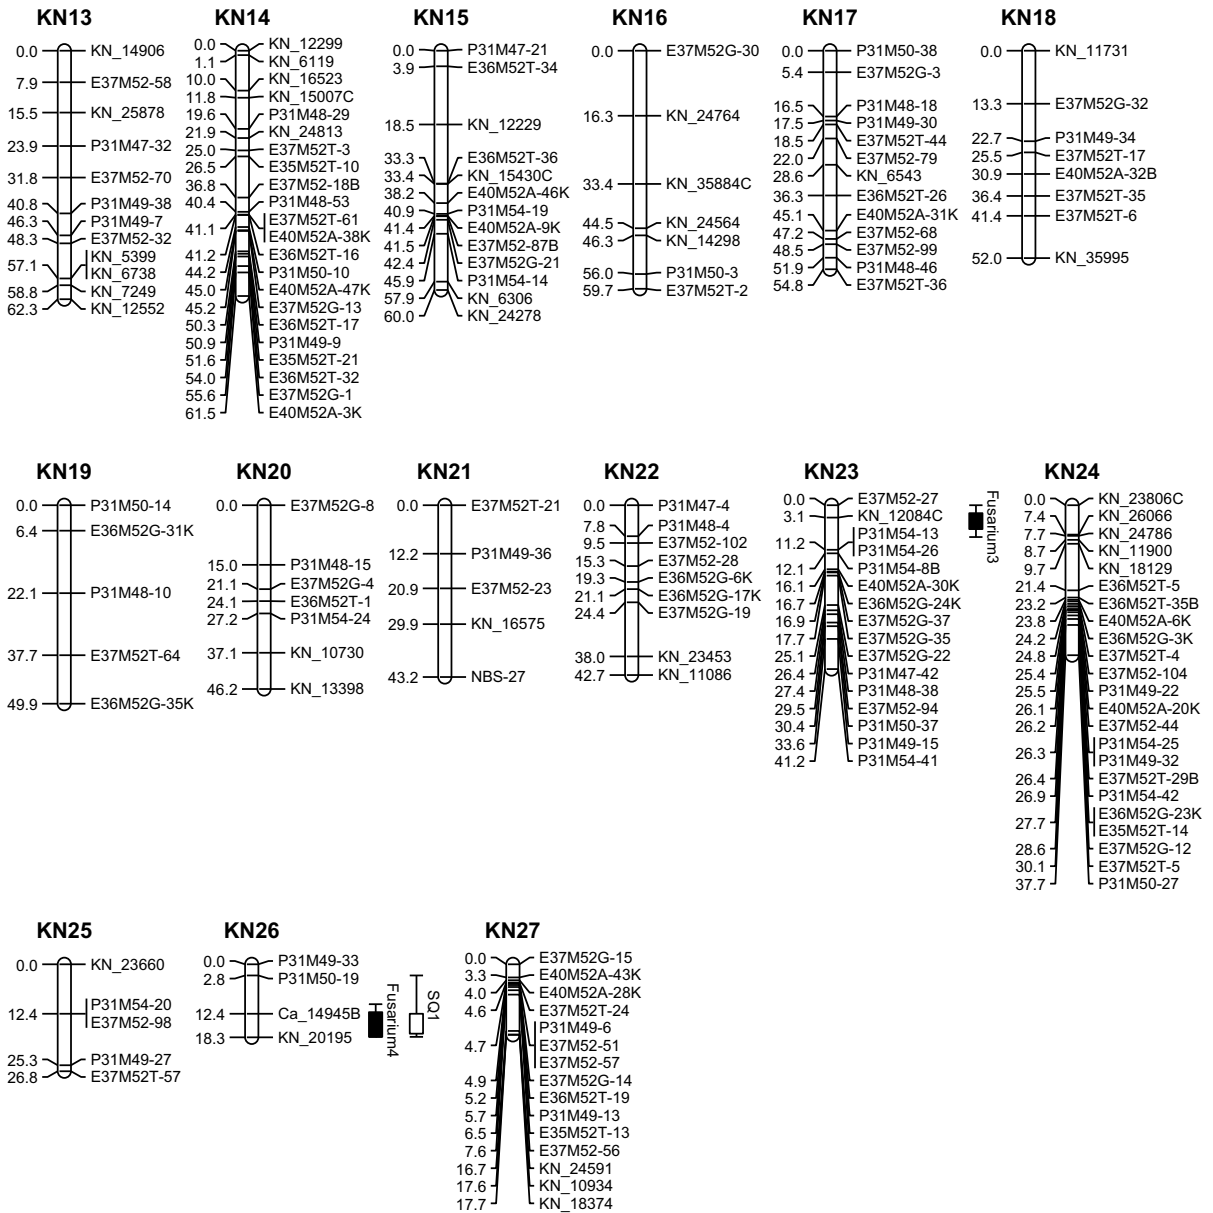 KN13
0.0 KN_14906
7.9 E37M52-58
15.5 KN_25878
23.9 P31M47-32
31.8 E37M52-70
40.8 P31M49-38
46.3 P31M49-7
48.3 E37M52-32
KN_5399
57.1
KN_6738
58.8 KN_7249
62.3 KN_12552
KN14
0.0 KN_12299
1.1 KN_6119
10.0 KN_16523
11.8 KN_15007C
19.6 P31M48-29
21.9 KN_24813
25.0 E37M52T-3
26.5 E35M52T-10
36.8 E37M52-18B
40.4 P31M48-53
E37M52T-61
41.1
E40M52A-38K
41.2 E36M52T-16
44.2 P31M50-10
45.0 E40M52A-47K
45.2 E37M52G-13
50.3 E36M52T-17
50.9 P31M49-9
51.6 E35M52T-21
54.0 E36M52T-32
55.6 E37M52G-1
61.5 E40M52A-3K
KN15
0.0 P31M47-21
3.9 E36M52T-34
18.5 KN_12229
33.3 E36M52T-36
33.4 KN_15430C
38.2 E40M52A-46K
40.9 P31M54-19
41.4 E40M52A-9K
41.5 E37M52-87B
42.4 E37M52G-21
45.9 P31M54-14
57.9 KN_6306
60.0 KN_24278
KN16
0.0 E37M52G-30
16.3 KN_24764
33.4 KN_35884C
44.5 KN_24564
46.3 KN_14298
56.0 P31M50-3
59.7 E37M52T-2
KN17
0.0 P31M50-38
5.4 E37M52G-3
16.5 P31M48-18
17.5 P31M49-30
18.5 E37M52T-44
22.0 E37M52-79
28.6 KN_6543
36.3 E36M52T-26
45.1 E40M52A-31K
47.2 E37M52-68
48.5 E37M52-99
51.9 P31M48-46
54.8 E37M52T-36
KN18
0.0 KN_11731
13.3 E37M52G-32
22.7 P31M49-34
25.5 E37M52T-17
30.9 E40M52A-32B
36.4 E37M52T-35
41.4 E37M52T-6
52.0 KN_35995
KN19
0.0 P31M50-14
6.4 E36M52G-31K
22.1 P31M48-10
37.7 E37M52T-64
49.9 E36M52G-35K
KN20
0.0 E37M52G-8
15.0 P31M48-15
21.1 E37M52G-4
24.1 E36M52T-1
27.2 P31M54-24
37.1 KN_10730
46.2 KN_13398
KN21
0.0 E37M52T-21
12.2 P31M49-36
20.9 E37M52-23
29.9 KN_16575
43.2 NBS-27
KN22
0.0 P31M47-4
7.8 P31M48-4
9.5 E37M52-102
15.3 E37M52-28
19.3 E36M52G-6K
21.1 E36M52G-17K
24.4 E37M52G-19
38.0 KN_23453
42.7 KN_11086
KN23
0.0 E37M52-27
3.1 KN_12084C
P31M54-13
11.2
P31M54-26
12.1 P31M54-8B
16.1 E40M52A-30K
16.7 E36M52G-24K
16.9 E37M52G-37
17.7 E37M52G-35
25.1 E37M52G-22
26.4 P31M47-42
27.4 P31M48-38
29.5 E37M52-94
30.4 P31M50-37
33.6 P31M49-15
41.2 P31M54-41
Fusarium3
KN24
0.0 KN_23806C
7.4 KN_26066
7.7 KN_24786
8.7 KN_11900
9.7 KN_18129
21.4 E36M52T-5
23.2 E36M52T-35B
23.8 E40M52A-6K
24.2 E36M52G-3K
24.8 E37M52T-4
25.4 E37M52-104
25.5 P31M49-22
26.1 E40M52A-20K
26.2 E37M52-44
P31M54-25
26.3
P31M49-32
26.4 E37M52T-29B
26.9 P31M54-42
E36M52G-23K
27.7
E35M52T-14
28.6 E37M52G-12
30.1 E37M52T-5
37.7 P31M50-27
KN25
0.0 KN_23660
P31M54-20
12.4
E37M52-98
25.3 P31M49-27
26.8 E37M52T-57
KN26
0.0 P31M49-33
2.8 P31M50-19
12.4 Ca_14945B
18.3 KN_20195
Fusarium4
SQ1
KN27
0.0 E37M52G-15
3.3 E40M52A-43K
4.0 E40M52A-28K
4.6 E37M52T-24
P31M49-6
4.7 E37M52-51
E37M52-57
4.9 E37M52G-14
5.2 E36M52T-19
5.7 P31M49-13
6.5 E35M52T-13
7.6 E37M52-56
16.7 KN_24591
17.6 KN_10934
17.7 KN_18374